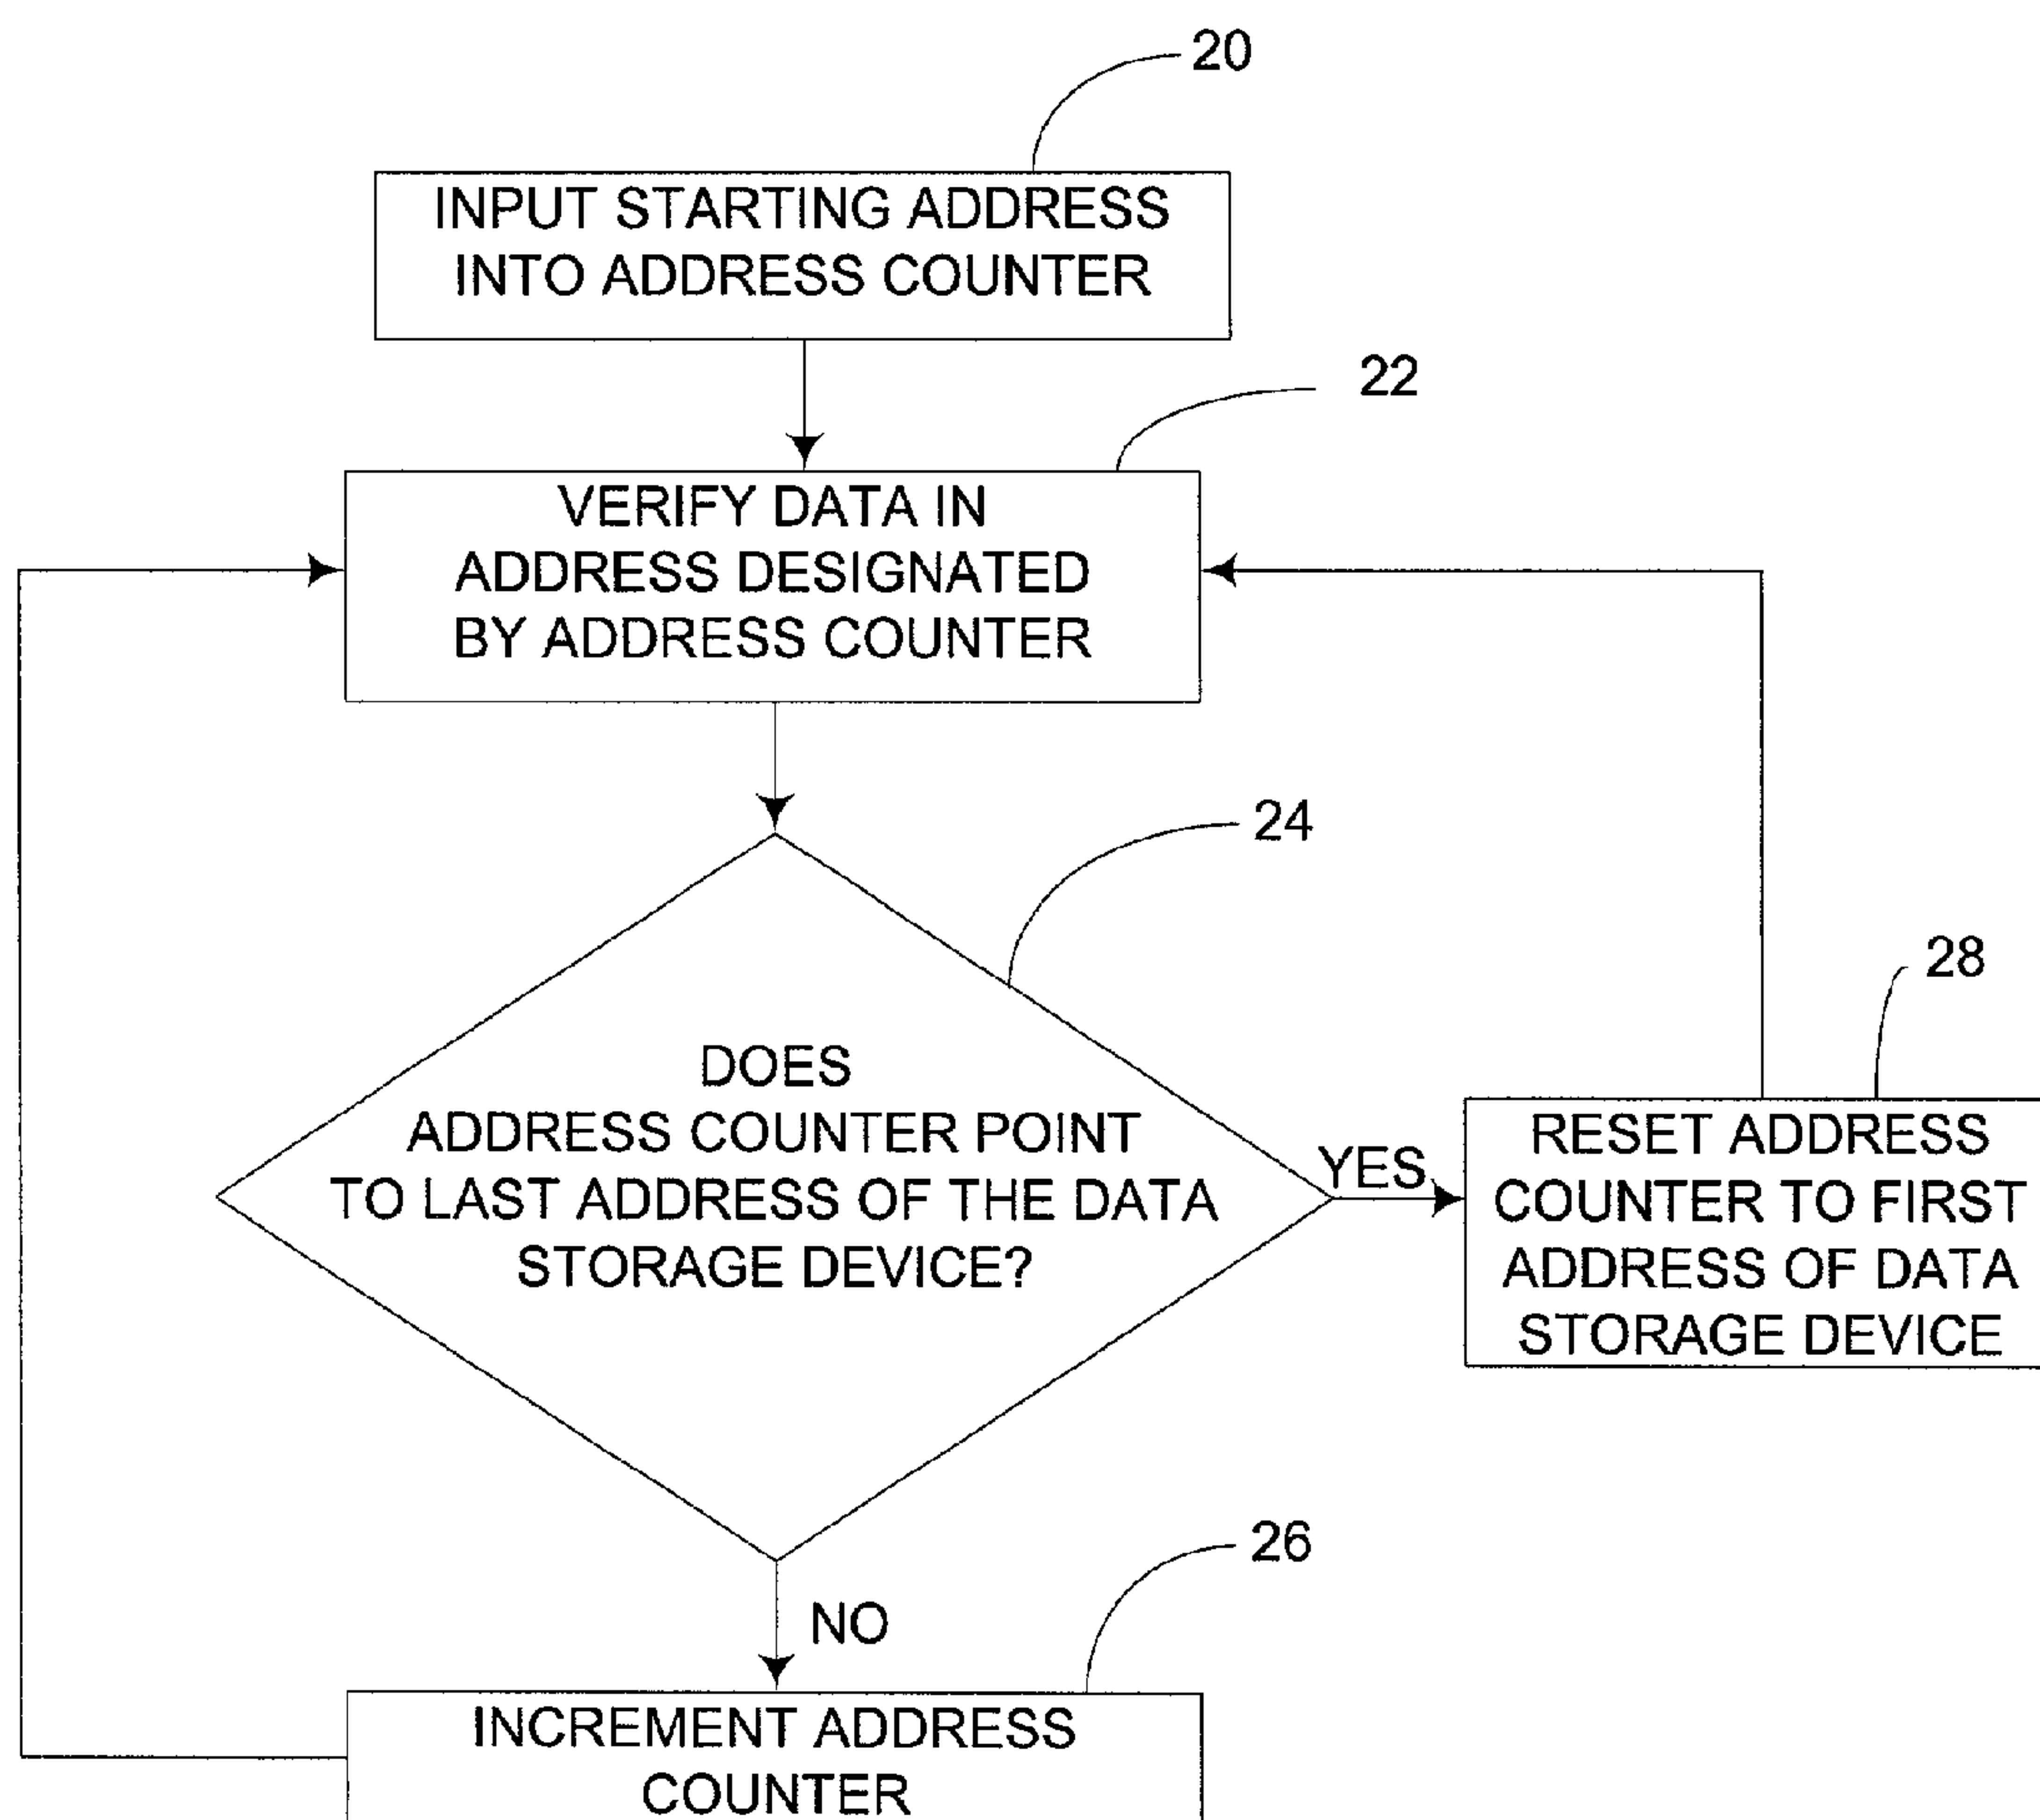 20
INPUT STARTING ADDRESS
INTO ADDRESS COUNTER
22
VERIFY DATA IN
ADDRESS DESIGNATED
BY ADDRESS COUNTER
24
DOES
ADDRESS COUNTER POINT
TO LAST ADDRESS OF THE DATA
STORAGE DEVICE?
YES
28
RESET ADDRESS
COUNTER TO FIRST
ADDRESS OF DATA
STORAGE DEVICE
NO
26
INCREMENT ADDRESS
COUNTER